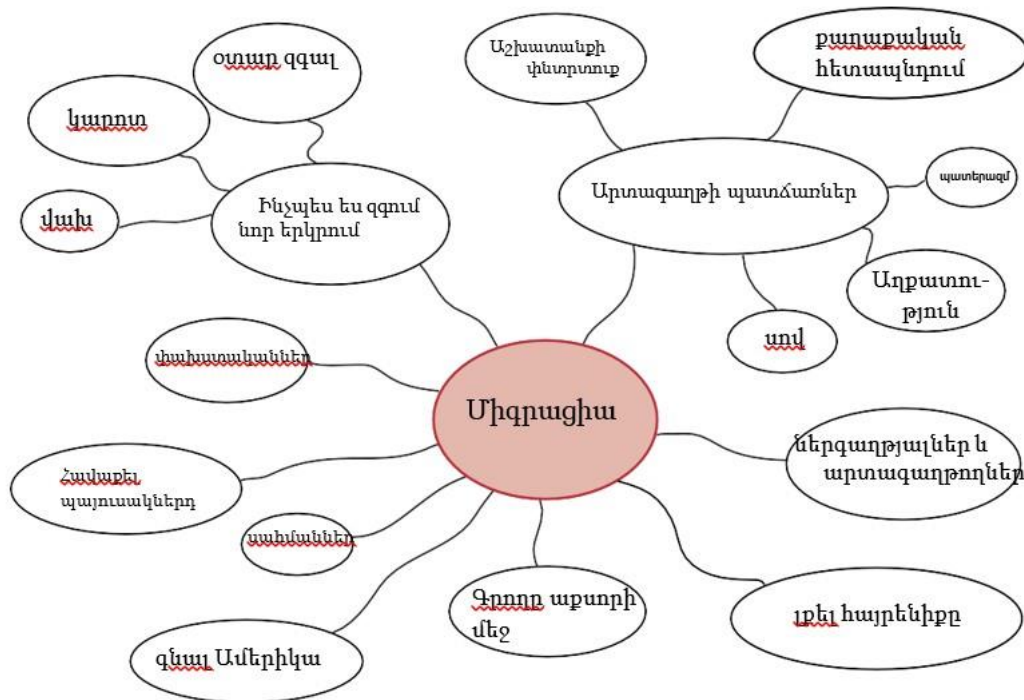 օտար զգալ
կարոտ
վախ
Ինչպես ես զգում
նոր երկրում
Աշխատանքի
փնտրտուք
քաղաքական
հետապնդում
Արտագաղթի պատճառներ
պատերազմ
Աղքատու-
թյուն
սով
Միգրացիա
փախստականներ
Հավաքել
պայուսակներդ
սահմաններ
գնալ Ամերիկա
Գրողը աքսորի
մեջ
լքել հայրենիքը
ներգաղթյալներ և
արտագաղթողներ